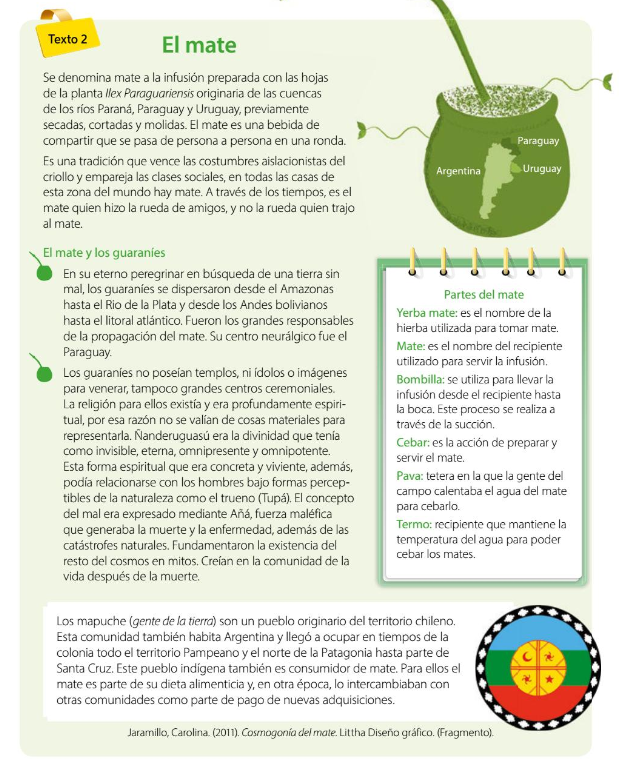 Texto 2
El mate
Se denomina mate a la infusión preparada con las hojas
de la planta Ilex Paraguariensis originaria de las cuencas
de los ríos Paraná, Paraguay y Uruguay, previamente
secadas, cortadas y molidas. El mate es una bebida de
compartir que se pasa de persona a persona en una ronda.
Es una tradición que vence las costumbres aislacionistas del
criollo y empareja las clases sociales, en todas las casas de
esta zona del mundo hay mate. A través de los tiempos, es el
mate quien hizo la rueda de amigos, y no la rueda quien trajo
al mate.
El mate y los guaraníes
En su eterno peregrinar en búsqueda de una tierra sin
mal, los guaraníes se dispersaron desde el Amazonas
hasta el Rio de la Plata y desde los Andes bolivianos
hasta el litoral atlántico. Fueron los grandes responsables
de la propagación del mate. Su centro neurálgico fue el
Paraguay.
Los guaraníes no poseían templos, ni ídolos o imágenes
para venerar, tampoco grandes centros ceremoniales.
La religión para ellos existía y era profundamente espiri-
tual, por esa razón no se valían de cosas materiales para
representarla. Ñanderuguasú era la divinidad que tenía
como invisible, eterna, omnipresente y omnipotente.
Esta forma espiritual que era concreta y viviente, además,
podía relacionarse con los hombres bajo formas percep-
tibles de la naturaleza como el trueno (Tupá). El concepto
del mal era expresado mediante Añá, fuerza maléfica
que generaba la muerte y la enfermedad, además de las
catástrofes naturales. Fundamentaron la existencia del
resto del cosmos en mitos. Creían en la comunidad de la
vida después de la muerte.
Paraguay
Argentina
Uruguay
Partes del mate
Yerba mate: es el nombre de la
hierba utilizada para tomar mate.
Mate: es el nombre del recipiente
utilizado para servir la infusión.
Bombilla: se utiliza para llevar la
infusión desde el recipiente hasta
la boca. Este proceso se realiza a
través de la succión.
Cebar: es la acción de preparar y
servir el mate.
Pava: tetera en la que la gente del
campo calentaba el agua del mate
para cebarlo.
Termo: recipiente que mantiene la
temperatura del agua para poder
cebar los mates.
Los mapuche (gente de la tierra) son un pueblo originario del territorio chileno.
Esta comunidad también habita Argentina y llegó a ocupar en tiempos de la
colonia todo el territorio Pampeano y el norte de la Patagonia hasta parte de
Santa Cruz. Este pueblo indígena también es consumidor de mate. Para ellos el
mate es parte de su dieta alimenticia y, en otra época, lo intercambiaban con
otras comunidades como parte de pago de nuevas adquisiciones.
Jaramillo, Carolina. (2011). Cosmogonía del mate. Littha Diseño gráfico. (Fragmento).